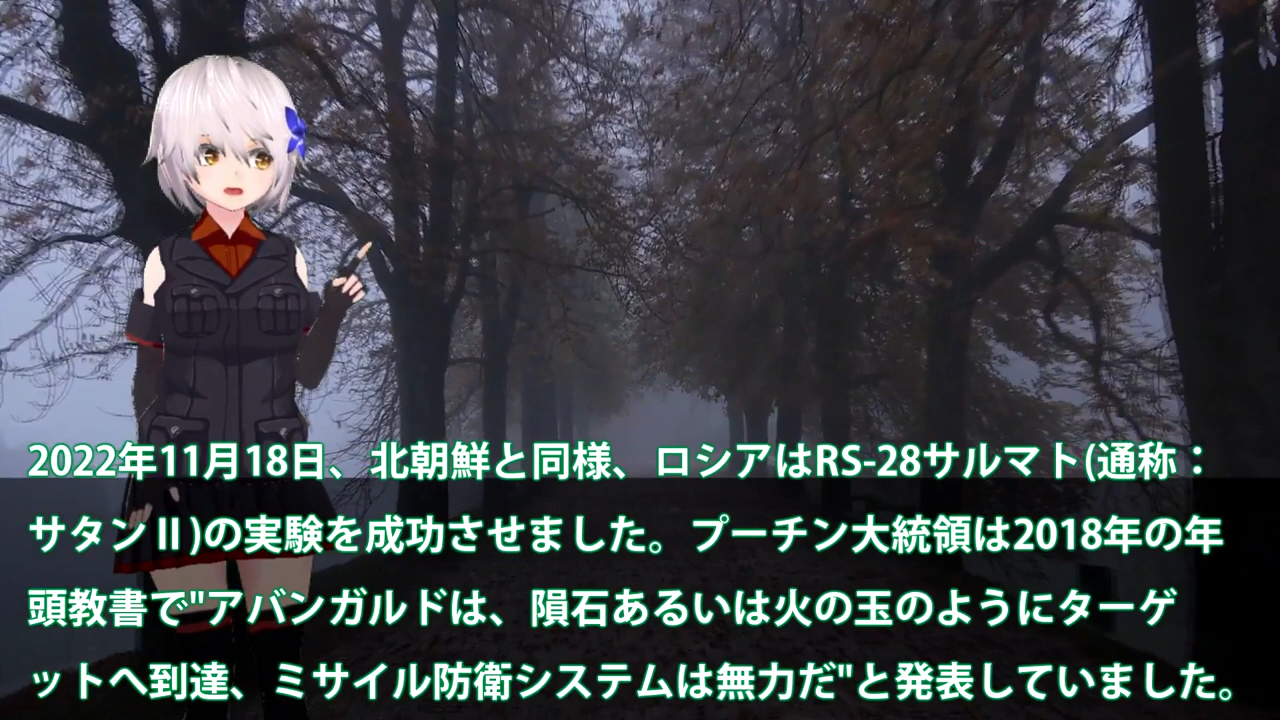 2022年11月18日、北朝鮮と同様、ロシアはRS-28サルマト(通称：
サタンⅡ)の実験を成功させました。プーチン大統領は2018年の年
頭教書で"アバンガルドは、隕石あるいは火の玉のようにターゲ
ットへ到達、ミサイル防衛システムは無力だ"と発表していました。